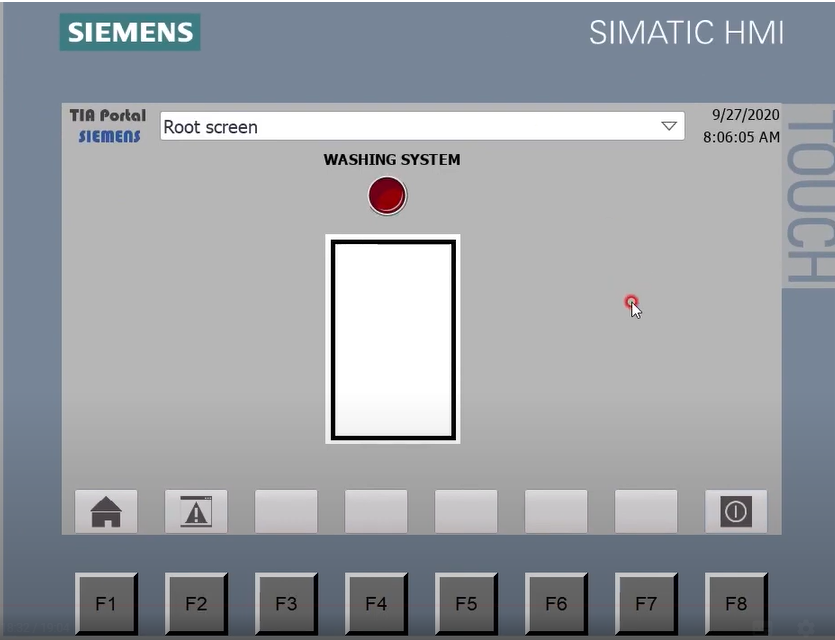 SIEMENS
SIMATIC HMI
TIA Portal
SIEMENS
Root screen
9/27/2020
8:06:05 AM
TOUCH
WASHING SYSTEM
F1
F2
F3
F4
F5
F6
F7
F8